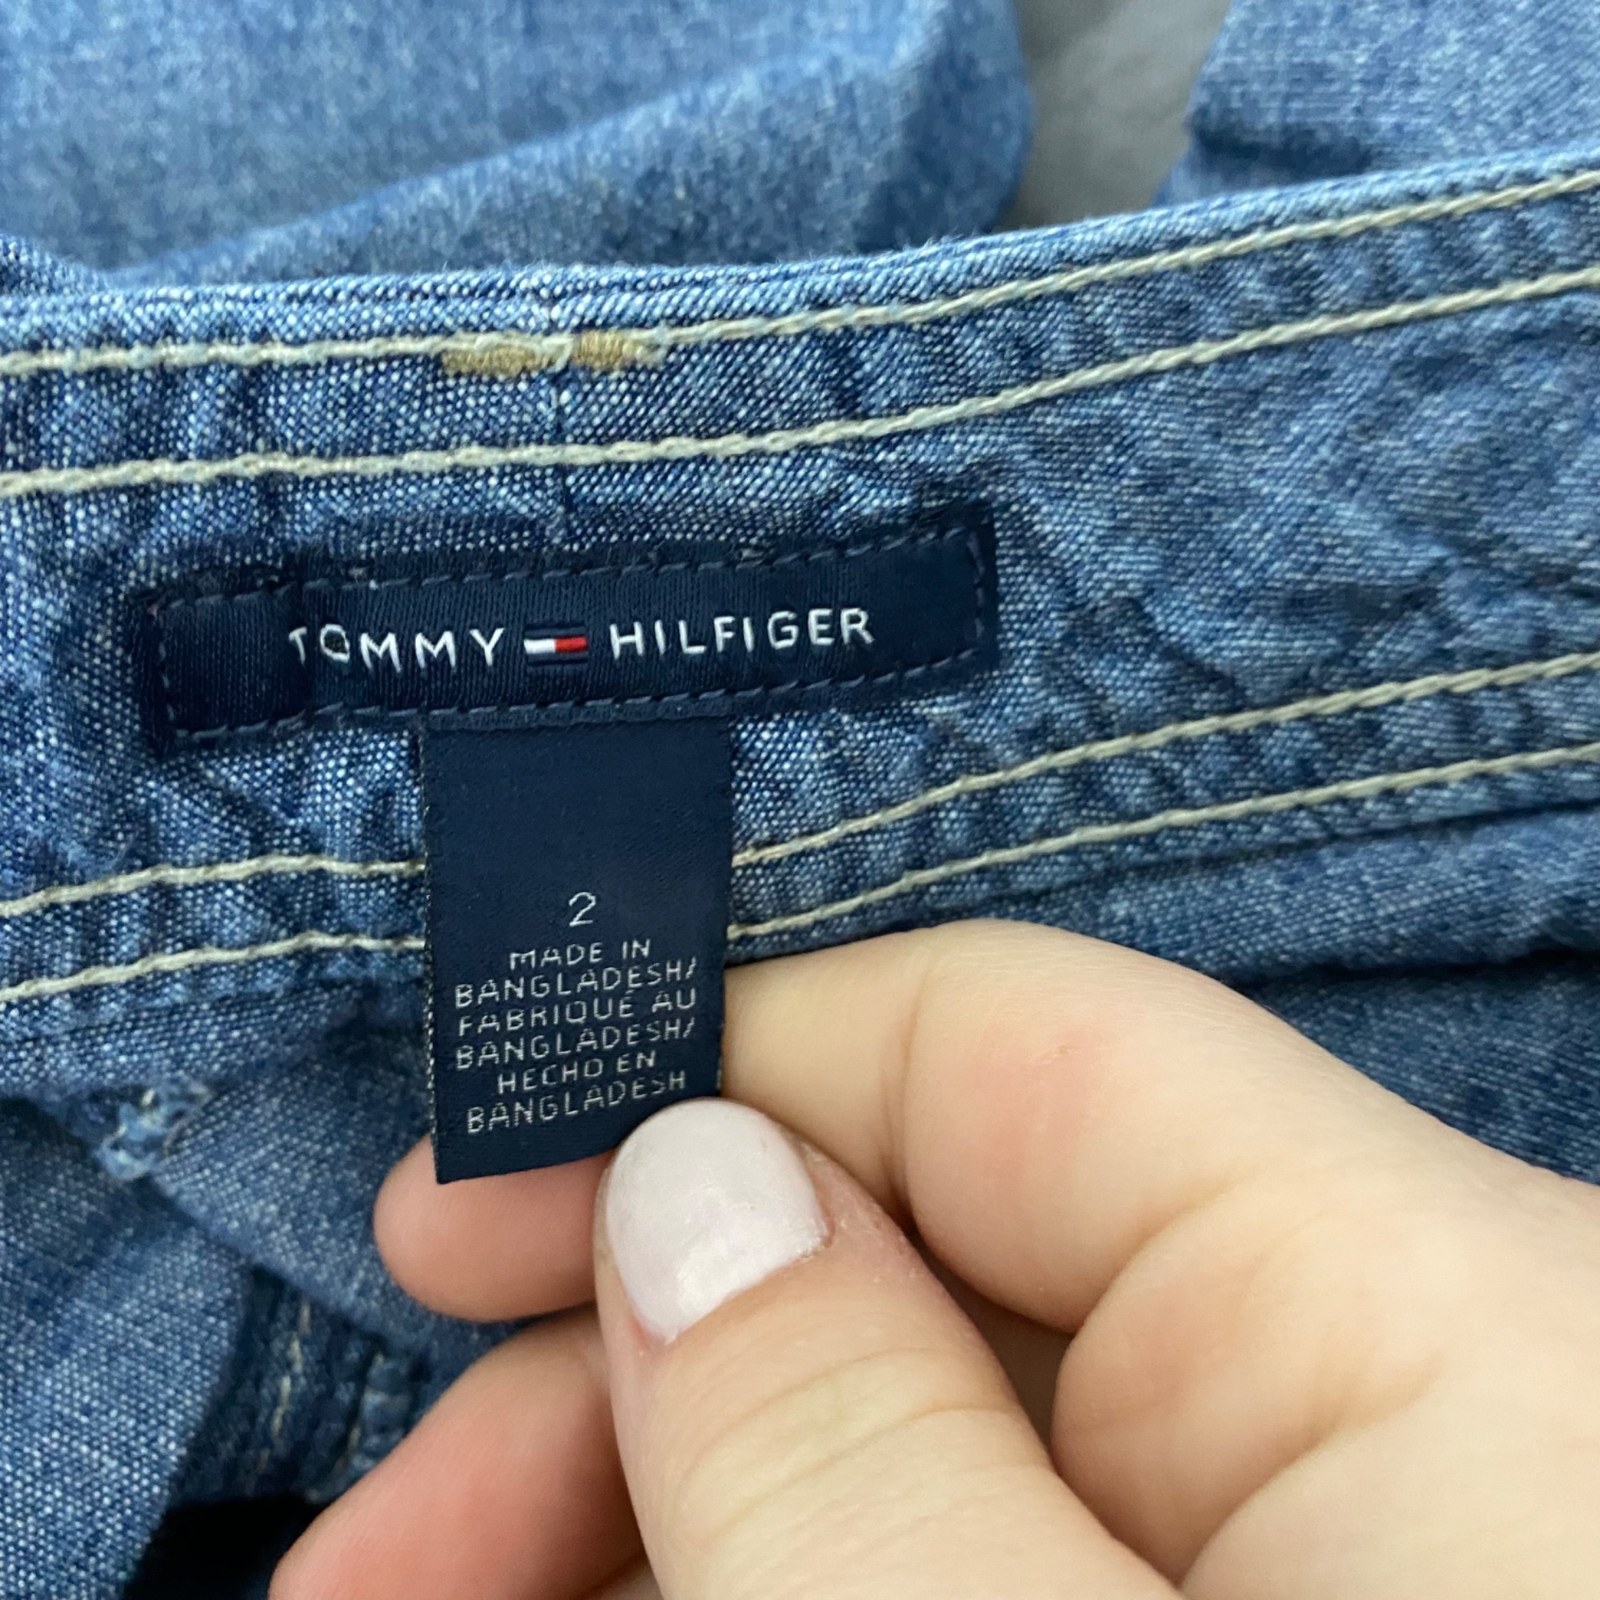 TOMMY HILFIGER
2
MADE IN
BANGLADESH/
FABRIQUÉ AU
BANGLADESH/
HECHO EN
BANGLADESH